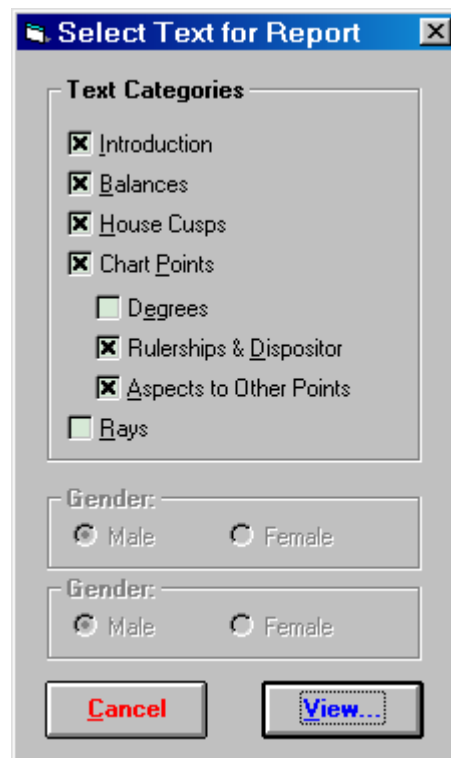 Select Text for Report
Text Categories
Introduction
Balances
House Cusps
Chart Points
Degrees
Rulerships & Dispositor
Aspects to Other Points
Rays
Gender:
Male Female
Gender:
Male Female
Cancel View...